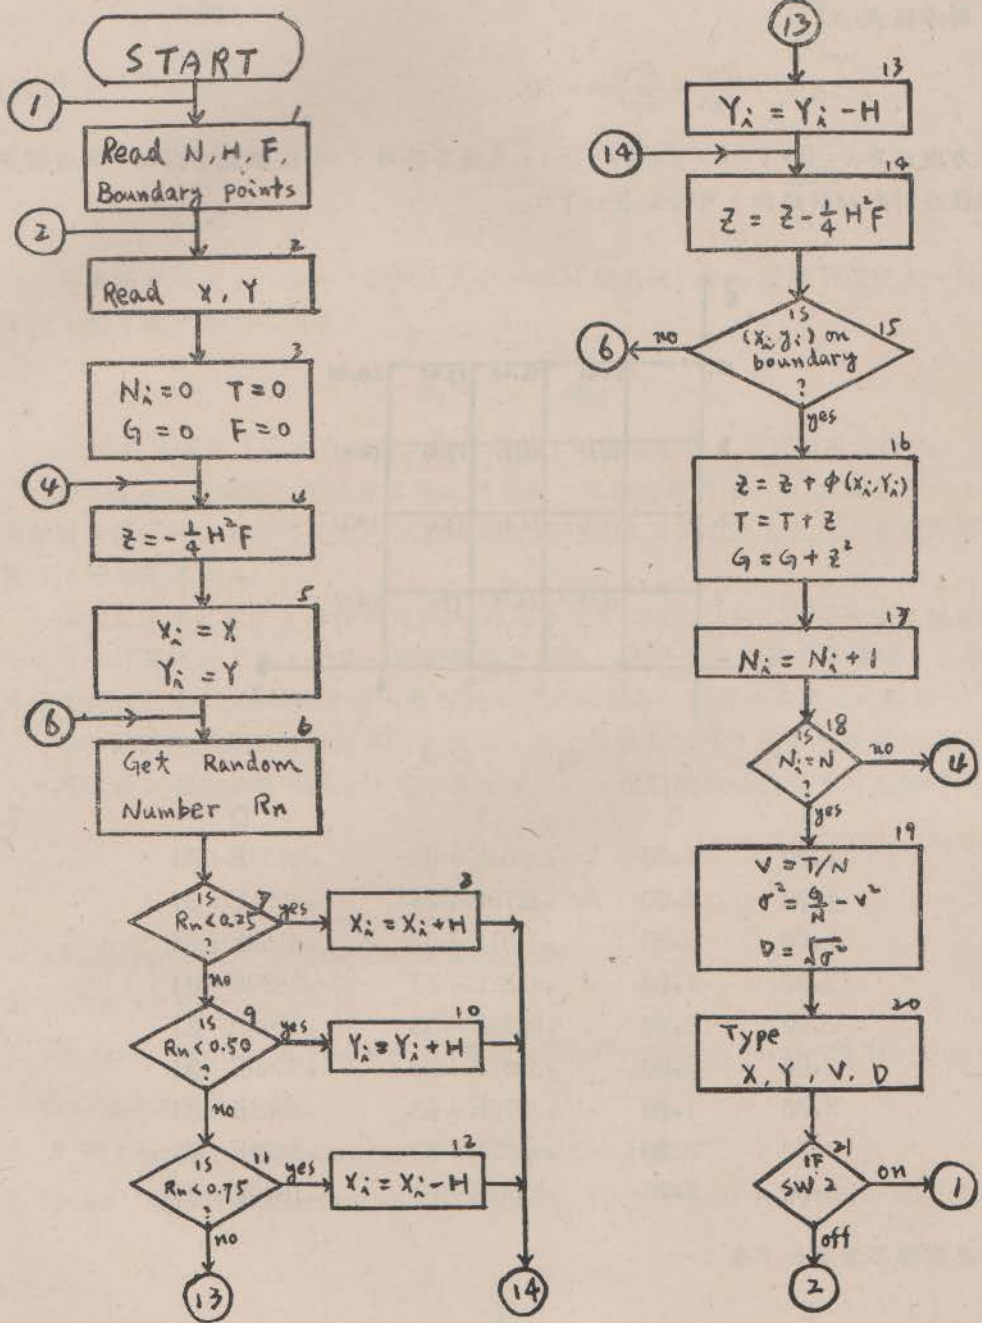 START
①
1
Read N, H, F,
Boundary points
②
2
Read X, Y
3
Nᵢ=0 T=0
G=0 F=0
④
4
Z=-¼H²F
5
Xᵢ = X
Yᵢ = Y
⑥
6
Get Random
Number Rn
7
is
Rn<0.25
?
yes
8
Xᵢ = Xᵢ+H
no
9
is
Rn<0.50
?
yes
10
Yᵢ=Yᵢ+H
no
11
is
Rn<0.75
?
yes
12
Xᵢ=Xᵢ-H
no
⑬
⑭
⑬
13
Yᵢ = Yᵢ-H
⑭
14
Z = Z-¼H²F
15
is
(xᵢ yᵢ) on
boundary
?
no
⑥
yes
16
Z = Z + φ(Xᵢ,Yᵢ)
T = T+Z
G=G+Z²
17
Nᵢ = Nᵢ+1
18
is
Nᵢ=N
?
no
④
yes
19
V=T/N
σ²=G/N-V²
D=√σ²
20
Type
X, Y, V. D
21
IF
SW 2
on
①
off
②